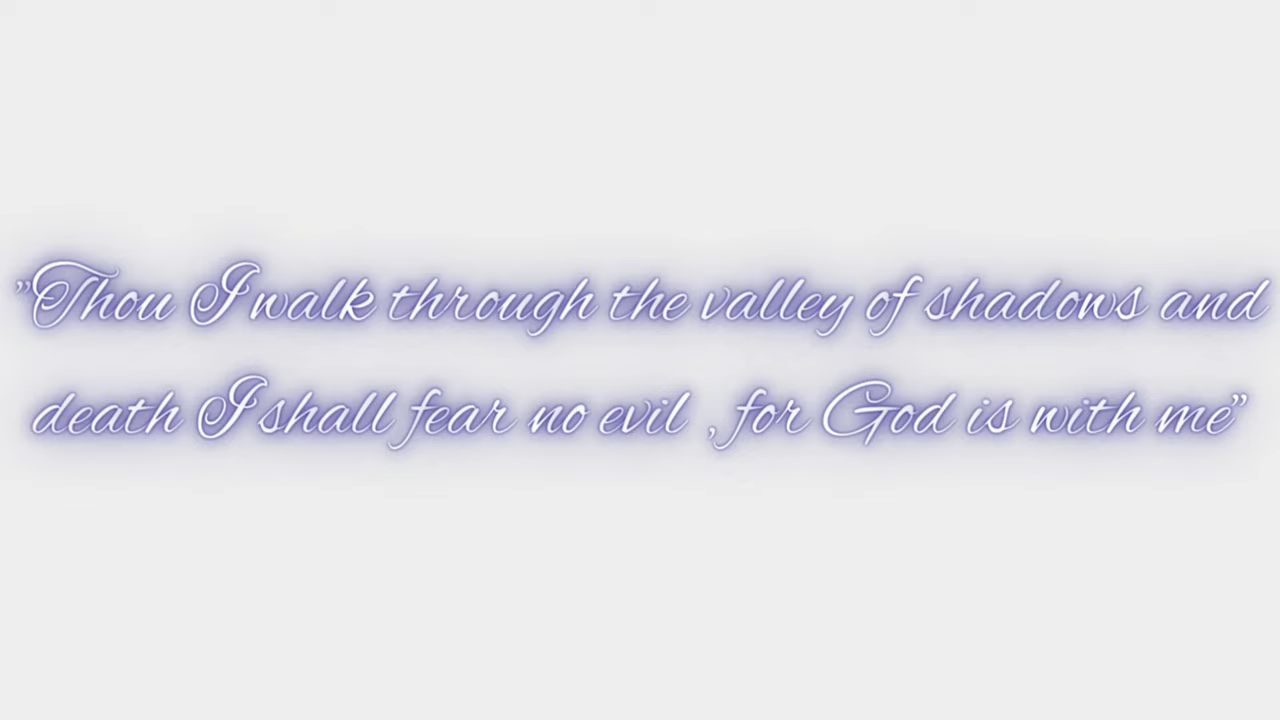 ”Thou I walk through the valley of shadows and
death I shall fear no evil , for God is with me”